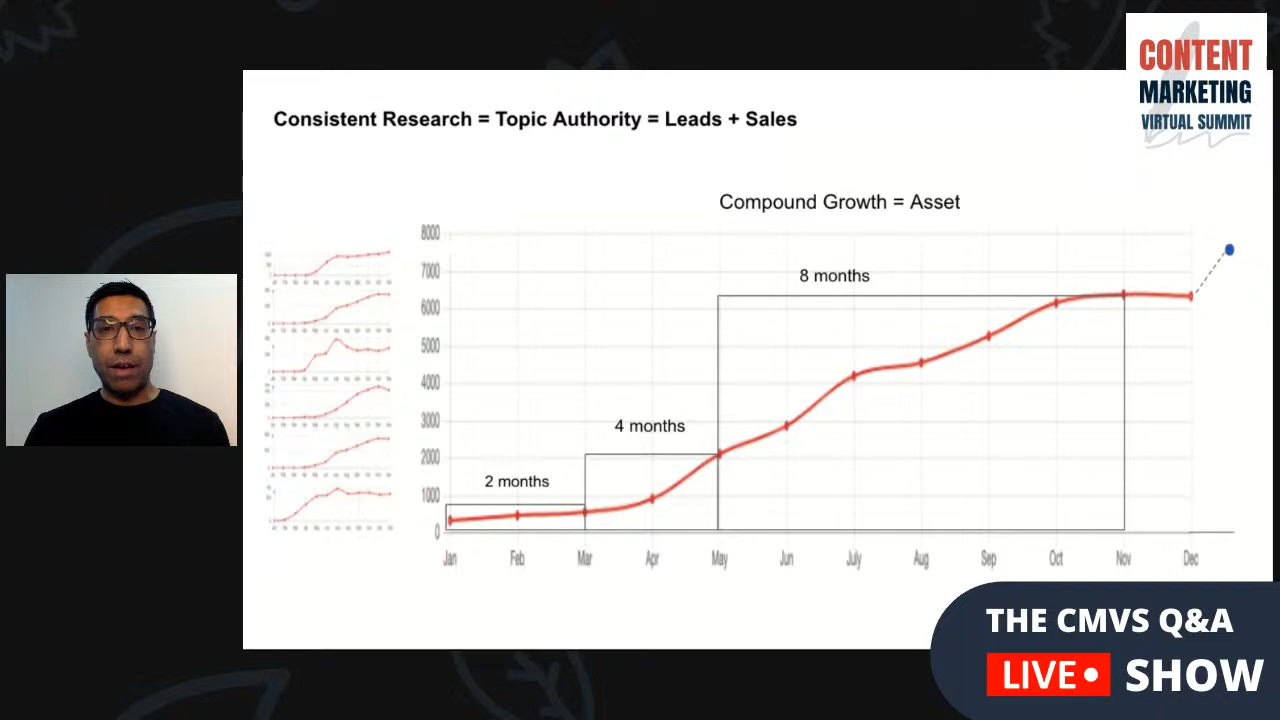 CONTENT
MARKETING
VIRTUAL SUMMIT
Consistent Research = Topic Authority = Leads + Sales
Compound Growth = Asset
8000
7000
6000
5000
4000
3000
2000
1000
0
8 months
4 months
2 months
Jan Feb Mar Apr May Jun July Aug Sep Oct Nov Dec
THE CMVS Q&A
LIVE
SHOW